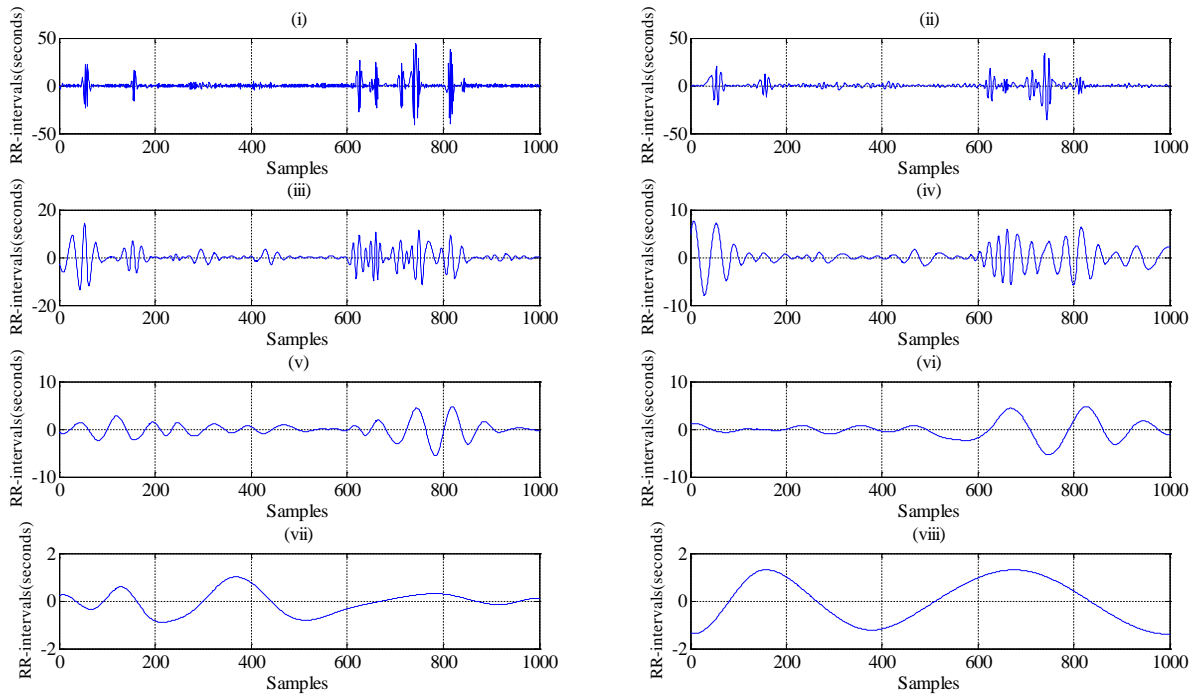 (i)
RR-intervals(seconds)
50
0
-50
0 200 400 600 800 1000
Samples
(ii)
RR-intervals(seconds)
50
0
-50
0 200 400 600 800 1000
Samples
(iii)
RR-intervals(seconds)
20
0
-20
0 200 400 600 800 1000
Samples
(iv)
RR-intervals(seconds)
10
0
-10
0 200 400 600 800 1000
Samples
(v)
RR-intervals(seconds)
10
0
-10
0 200 400 600 800 1000
Samples
(vi)
RR-intervals(seconds)
10
0
-10
0 200 400 600 800 1000
Samples
(vii)
RR-intervals(seconds)
2
0
-2
0 200 400 600 800 1000
Samples
(viii)
RR-intervals(seconds)
2
0
-2
0 200 400 600 800 1000
Samples